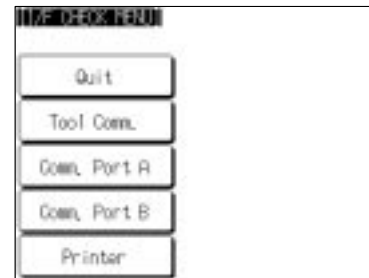 I/F CHECK MENU
Quit
Tool Comm.
Comm. Port A
Comm. Port B
Printer